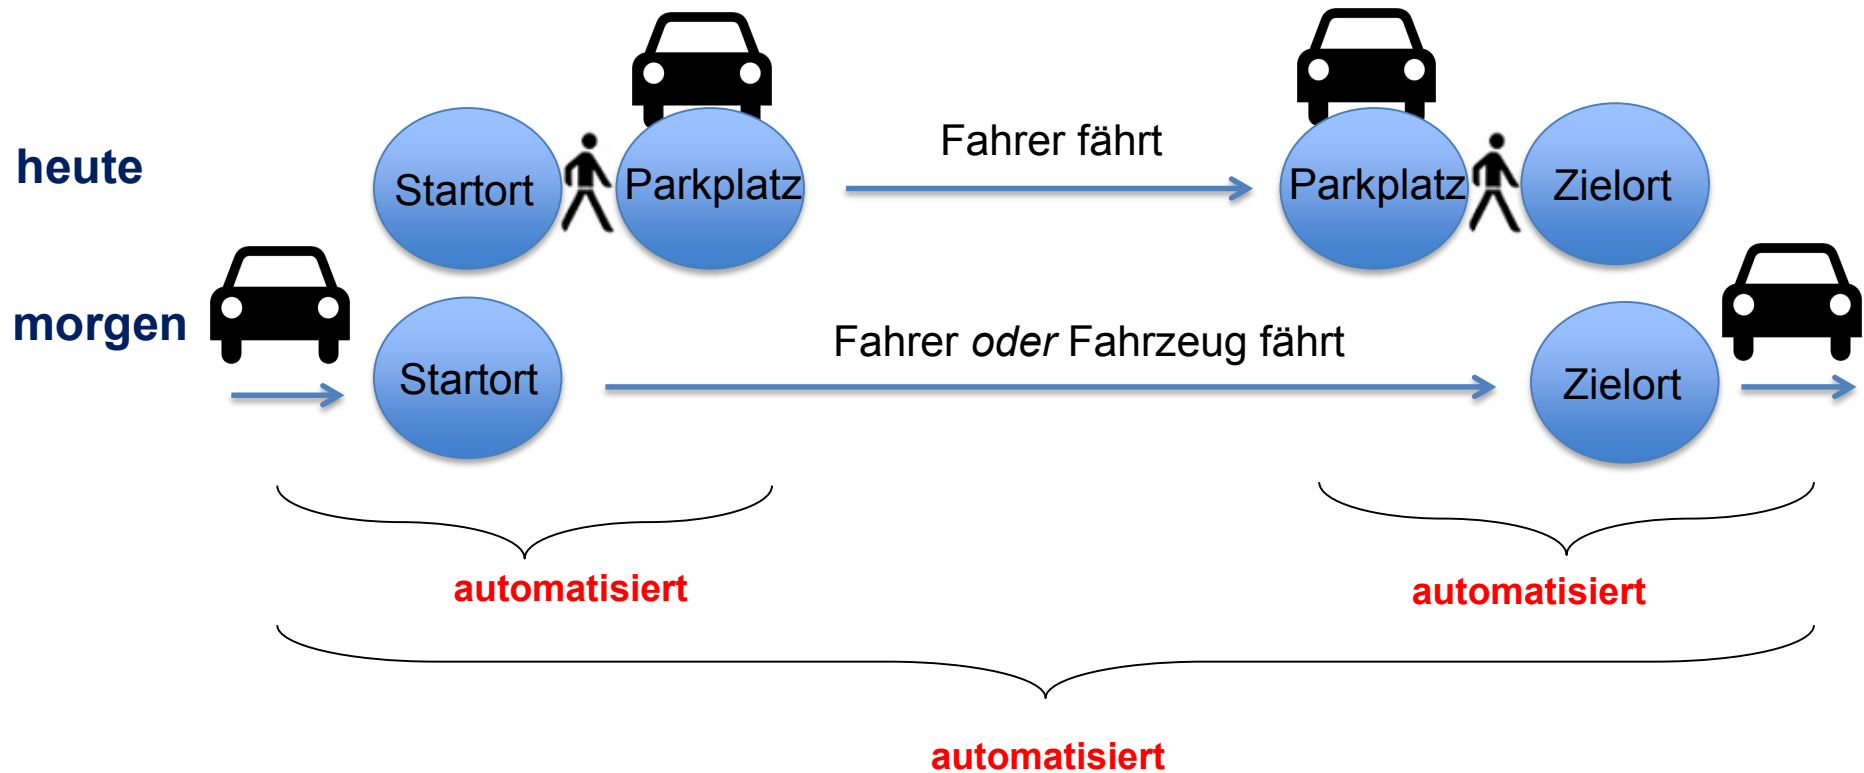 heute
Startort
Parkplatz
Fahrer fährt
Parkplatz
Zielort
morgen
Startort
Fahrer oder Fahrzeug fährt
Zielort
automatisiert
automatisiert
automatisiert